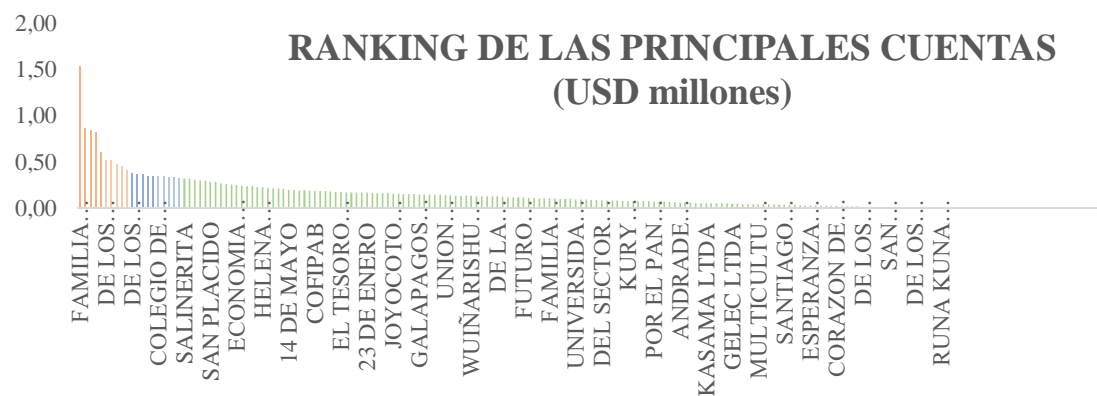 RANKING DE LAS PRINCIPALES CUENTAS
(USD millones)
2,00
1,50
1,00
0,50
0,00
FAMILIA…
DE LOS…
DE LOS…
COLEGIO DE…
SALINERITA
SAN PLACIDO
ECONOMIA…
HELENA…
14 DE MAYO
COFIPAB
EL TESORO…
23 DE ENERO
JOYOCOTO…
GALAPAGOS…
UNION…
WUIÑARISHU…
DE LA…
FUTURO…
FAMILIA…
UNIVERSIDA…
DEL SECTOR…
KURY…
POR EL PAN…
ANDRADE…
KASAMA LTDA
GELEC LTDA
MULTICULTU…
SANTIAGO…
ESPERANZA…
CORAZON DE…
DE LOS…
SAN…
DE LOS…
RUNA KUNA…